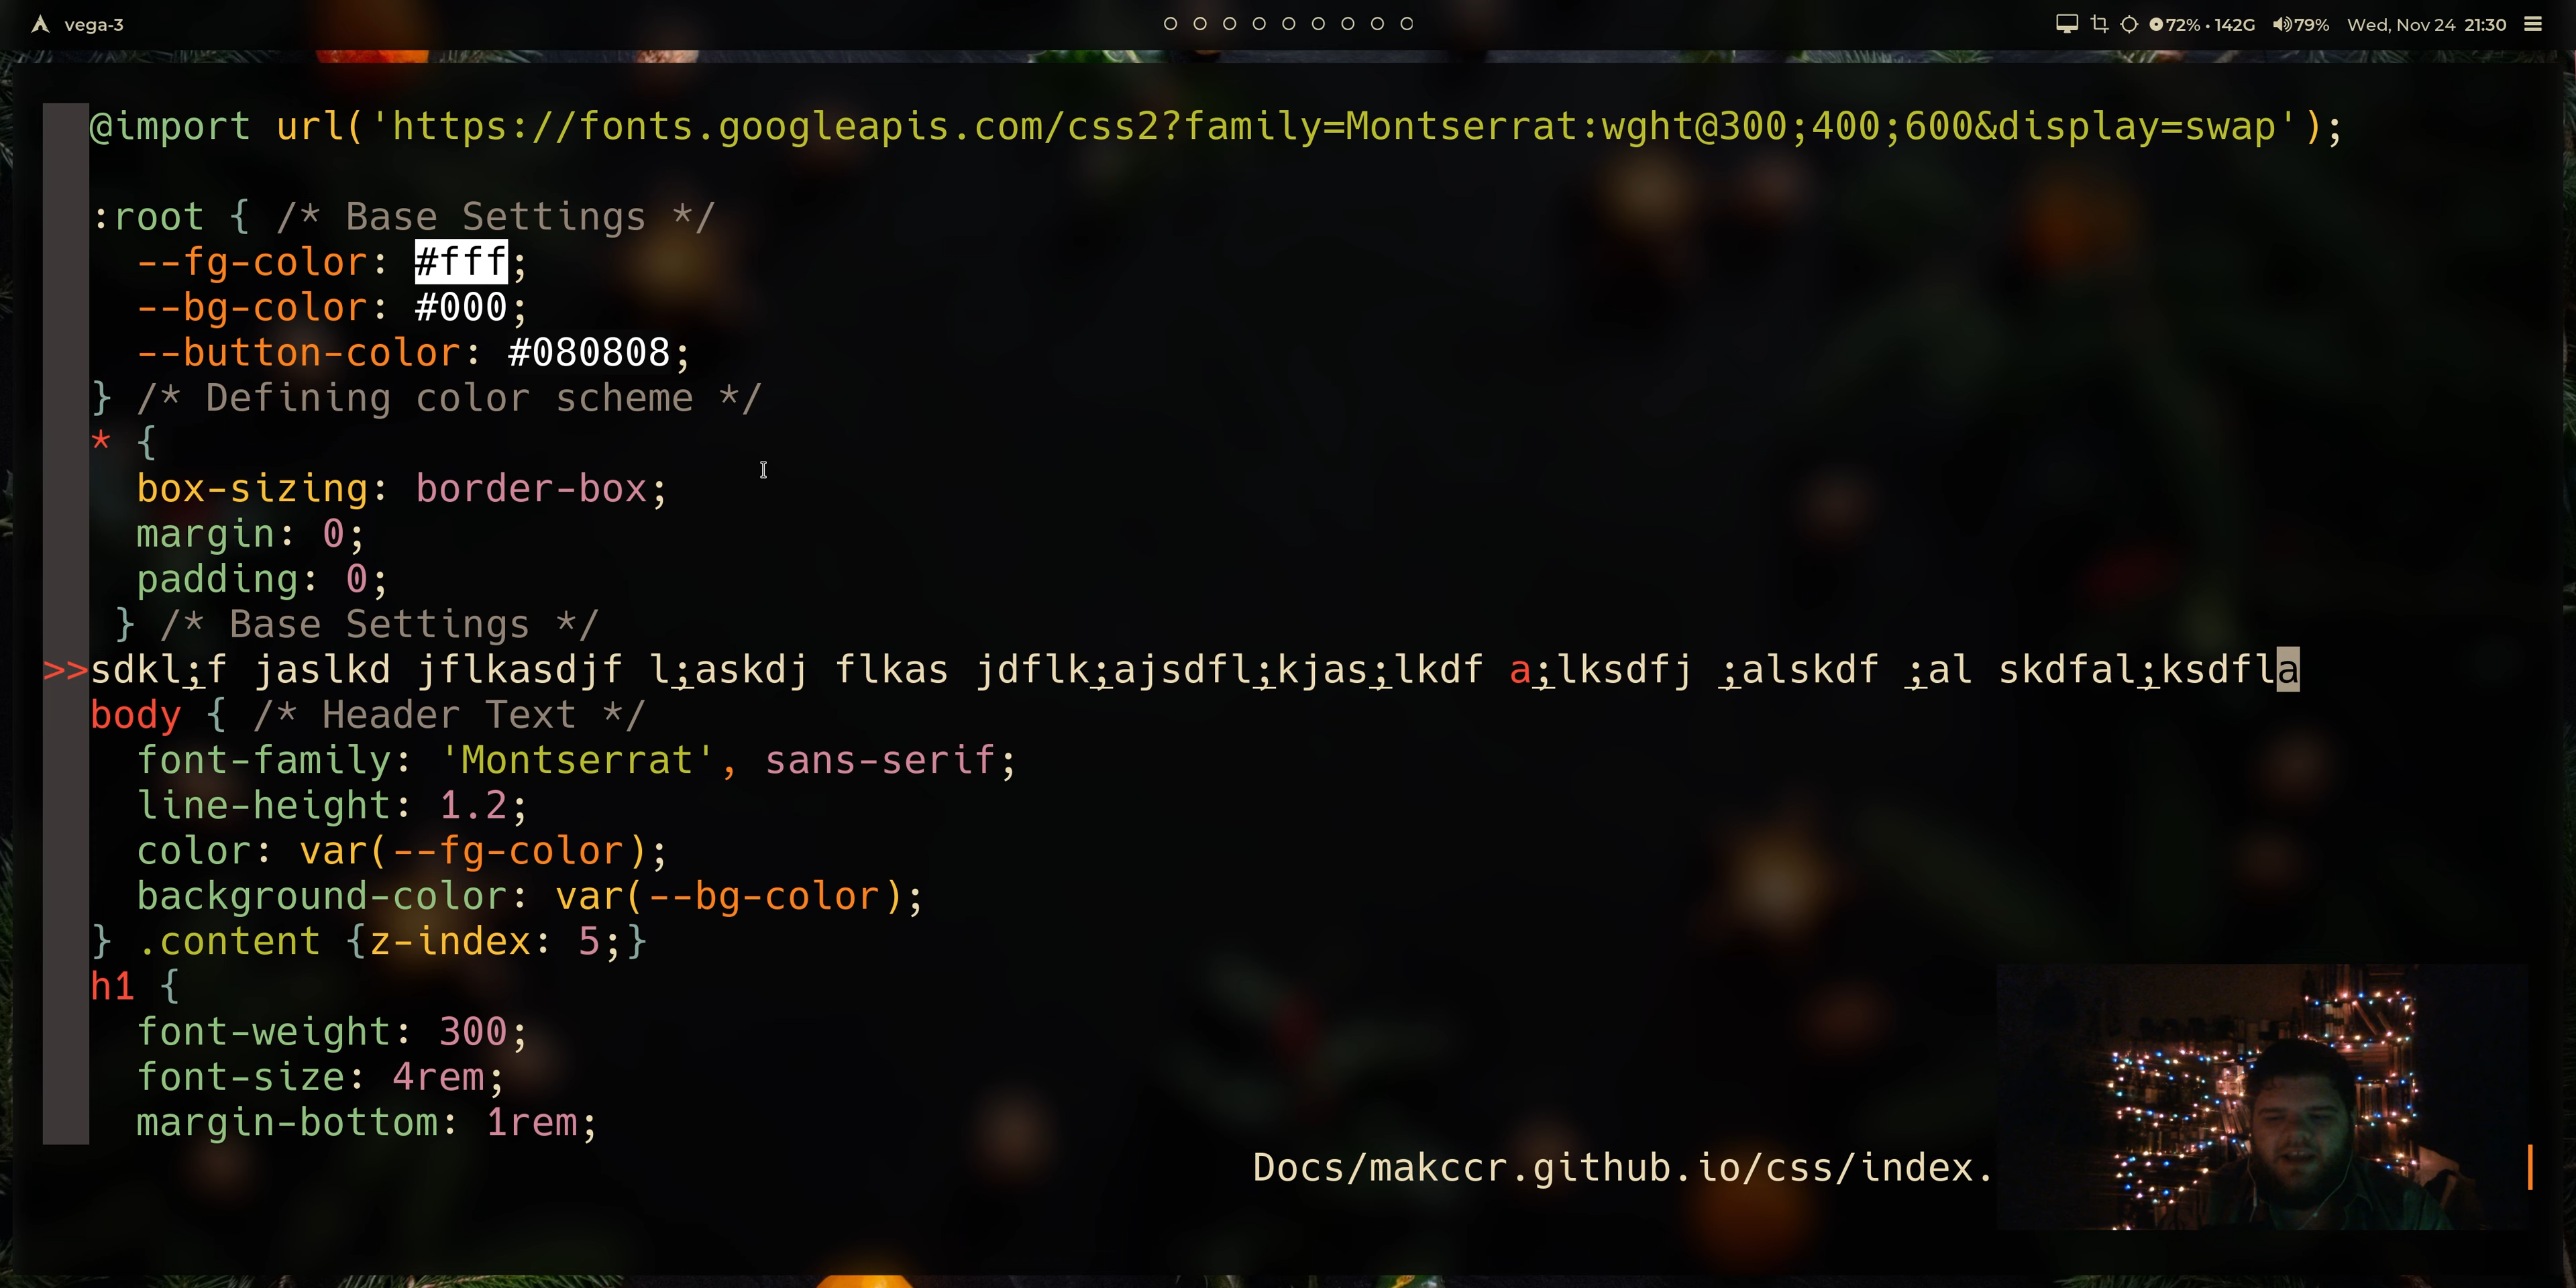 vega-3
72% • 142G 79% Wed, Nov 24 21:30
@import url('https://fonts.googleapis.com/css2?family=Montserrat:wght@300;400;600&display=swap');
:root { /* Base Settings */
  --fg-color: #fff;
  --bg-color: #000;
  --button-color: #080808;
} /* Defining color scheme */
* {
  box-sizing: border-box;
  margin: 0;
  padding: 0;
 } /* Base Settings */
>>sdkl;f jaslkd jflkasdjf l;askdj flkas jdflk;ajsdfl;kjas;lkdf a;lksdfj ;alskdf ;al skdfal;ksdfla
body { /* Header Text */
  font-family: 'Montserrat', sans-serif;
  line-height: 1.2;
  color: var(--fg-color);
  background-color: var(--bg-color);
} .content {z-index: 5;}
h1 {
  font-weight: 300;
  font-size: 4rem;
  margin-bottom: 1rem;
Docs/makccr.github.io/css/index.